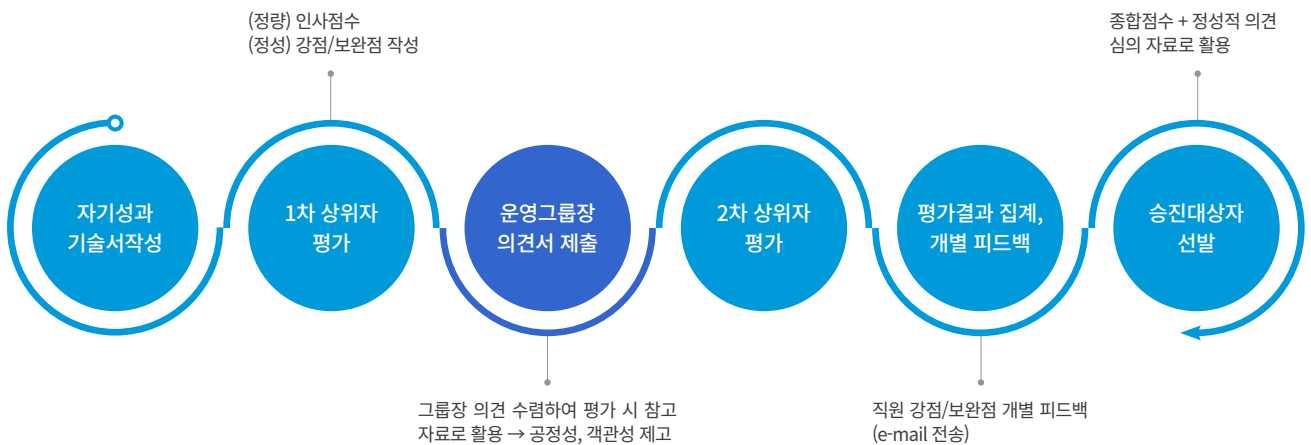 (정량) 인사점수
(정성) 강점/보완점 작성
종합점수 + 정성적 의견
심의 자료로 활용
자기성과
기술서작성
1차 상위자
평가
운영그룹장
의견서 제출
2차 상위자
평가
평가결과 집계,
개별 피드백
승진대상자
선발
그룹장 의견 수렴하여 평가 시 참고
자료로 활용 → 공정성, 객관성 제고
직원 강점/보완점 개별 피드백
(e-mail 전송)